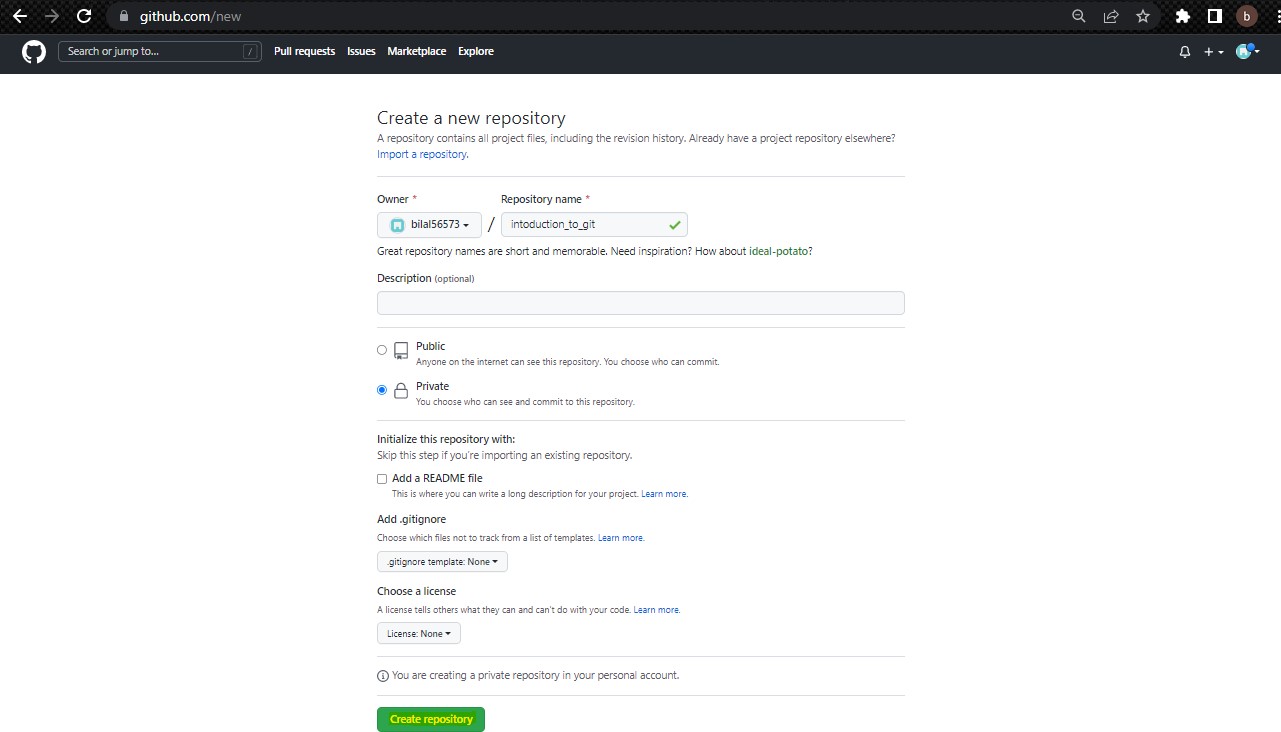 github.com/new
b
Search or jump to... /
Pull requests Issues Marketplace Explore
Create a new repository
A repository contains all project files, including the revision history. Already have a project repository elsewhere?
Import a repository.
Owner * Repository name *
bilal56573 / intoduction_to_git
Great repository names are short and memorable. Need inspiration? How about ideal-potato?
Description (optional)
Public
Anyone on the internet can see this repository. You choose who can commit.
Private
You choose who can see and commit to this repository.
Initialize this repository with:
Skip this step if you're importing an existing repository.
Add a README file
This is where you can write a long description for your project. Learn more.
Add .gitignore
Choose which files not to track from a list of templates. Learn more.
.gitignore template: None
Choose a license
A license tells others what they can and can't do with your code. Learn more.
License: None
You are creating a private repository in your personal account.
Create repository